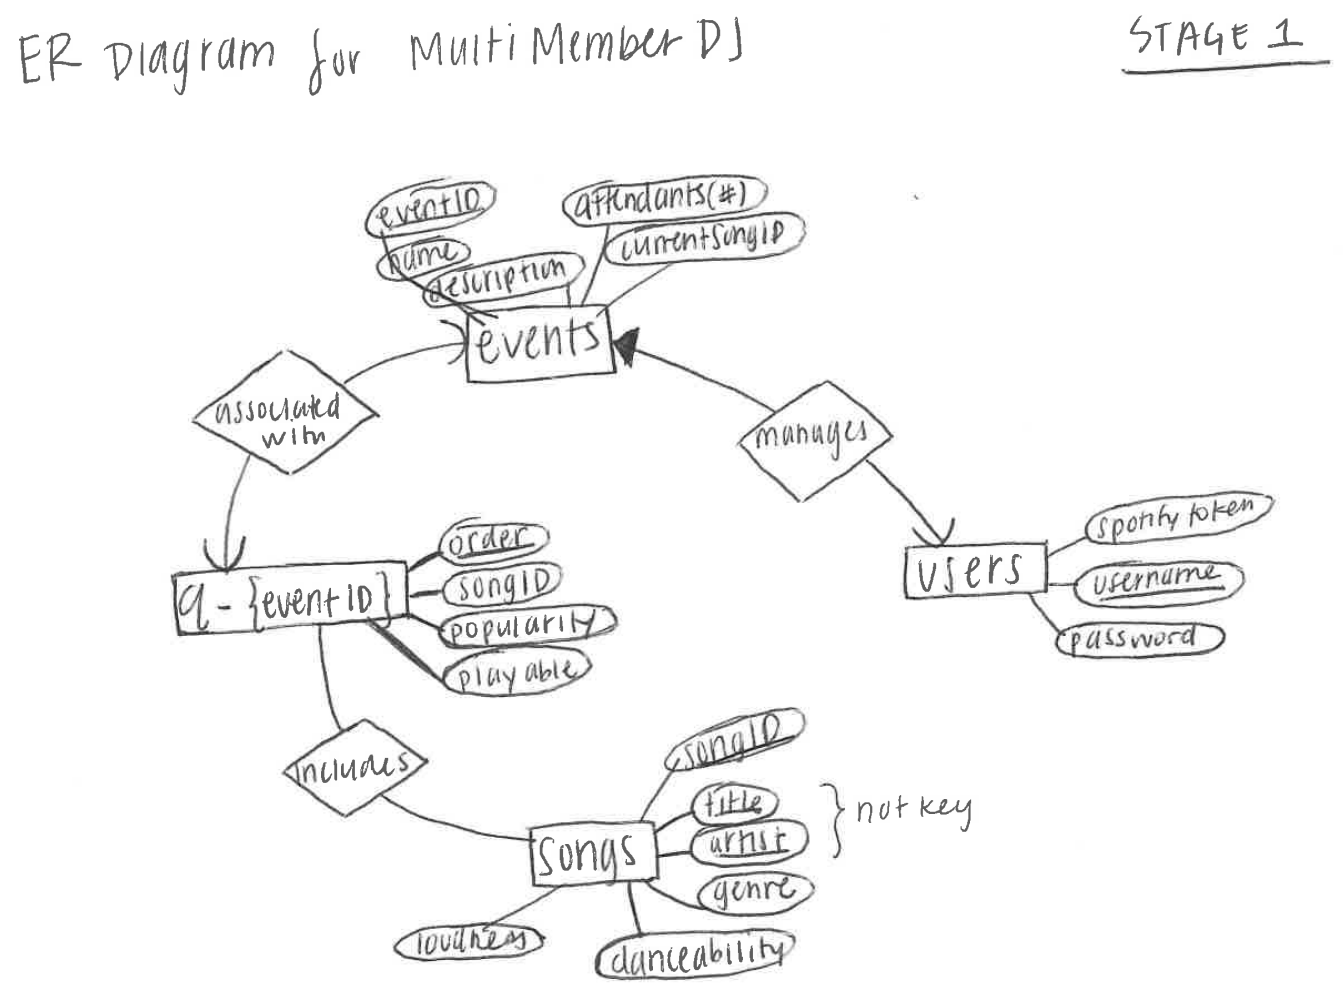 ER Diagram for Multi Member DJ
STAGE 1
eventID
name
description
attendants(#)
currentSongID
events
associated
with
manages
q-{eventID}
order
songID
popularity
playable
users
spotify token
username
password
includes
songs
songID
title
artist
} not key
genre
danceability
loudness